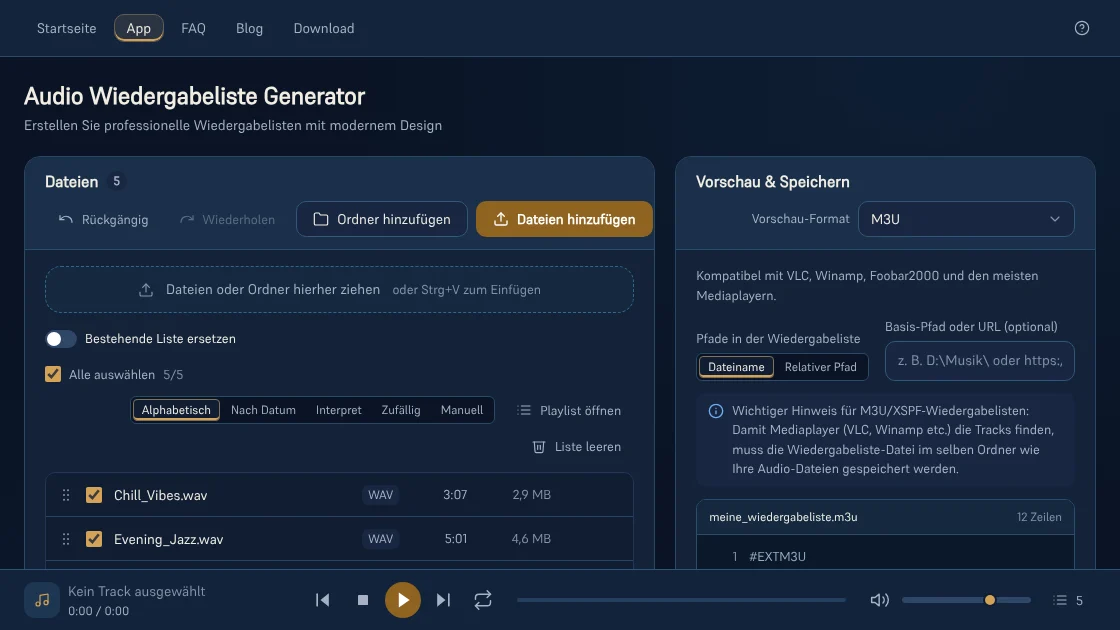 Startseite App FAQ Blog Download
Audio Wiedergabeliste Generator
Erstellen Sie professionelle Wiedergabelisten mit modernem Design
Dateien 5
Rückgängig Wiederholen Ordner hinzufügen Dateien hinzufügen
Dateien oder Ordner hierher ziehen oder Strg+V zum Einfügen
Bestehende Liste ersetzen
Alle auswählen 5/5
Alphabetisch Nach Datum Interpret Zufällig Manuell Playlist öffnen
Liste leeren
Chill_Vibes.wav WAV 3:07 2,9 MB
Evening_Jazz.wav WAV 5:01 4,6 MB
Vorschau & Speichern
Vorschau-Format M3U
Kompatibel mit VLC, Winamp, Foobar2000 und den meisten
Mediaplayern.
Pfade in der Wiedergabeliste
Dateiname Relativer Pfad
Basis-Pfad oder URL (optional)
z. B. D:\Musik\ oder https:,
Wichtiger Hinweis für M3U/XSPF-Wiedergabelisten:
Damit Mediaplayer (VLC, Winamp etc.) die Tracks finden,
muss die Wiedergabeliste-Datei im selben Ordner wie
Ihre Audio-Dateien gespeichert werden.
meine_wiedergabeliste.m3u 12 Zeilen
1 #EXTM3U
Kein Track ausgewählt
0:00 / 0:00
5